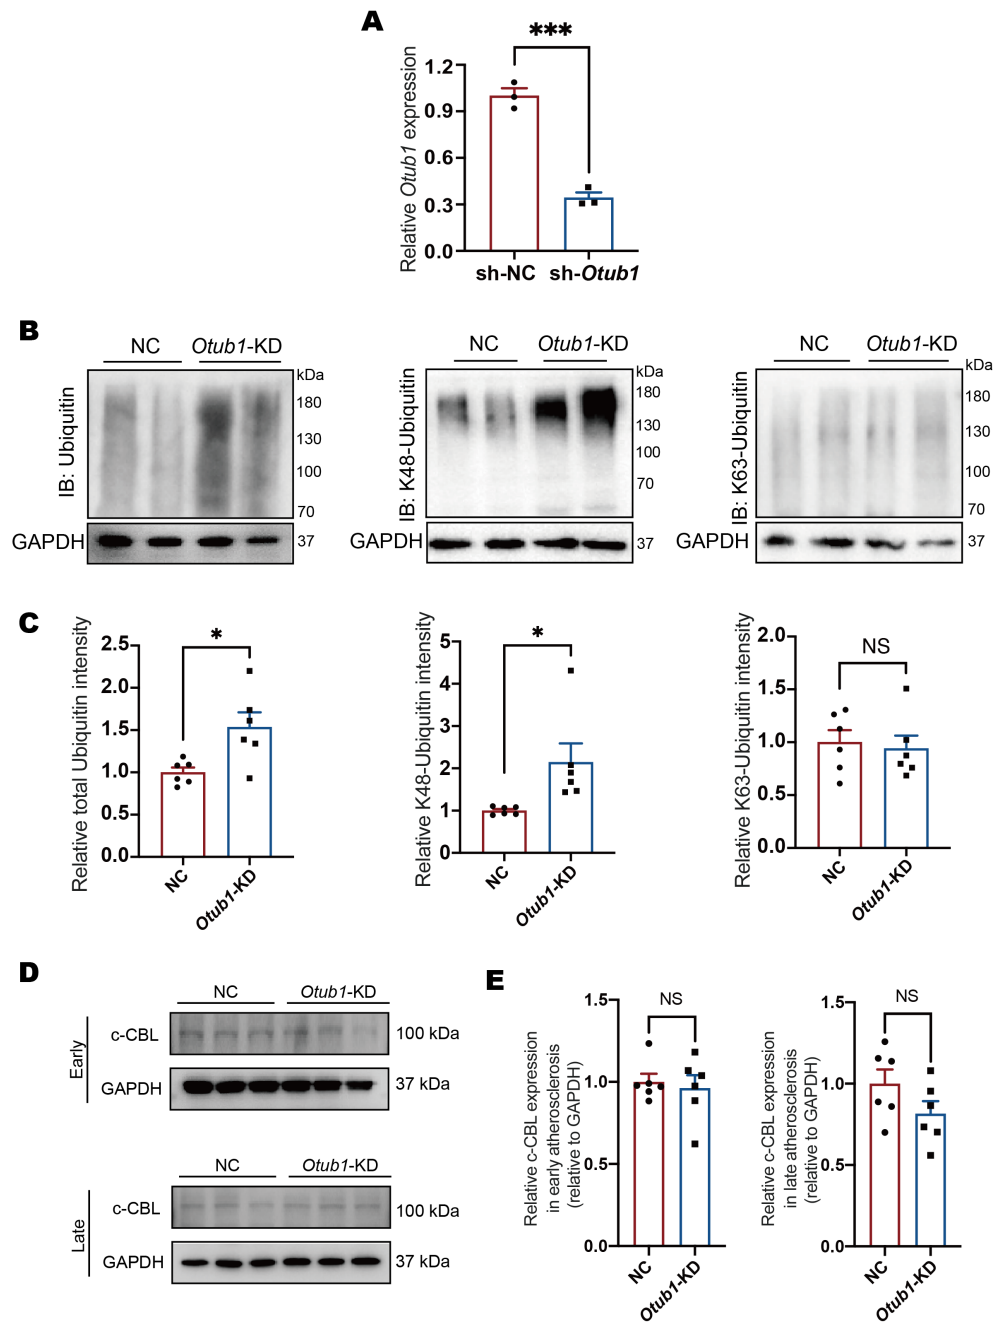 A
***
Relative Otub1 expression
1.2
0.9
0.6
0.3
0.0
sh-NC sh-Otub1
B
NC Otub1-KD
kDa
IB: Ubiquitin
180
130
100
70
GAPDH 37
NC Otub1-KD
kDa
IB: K48-Ubiquitin
180
130
100
70
GAPDH 37
NC Otub1-KD
kDa
IB: K63-Ubiquitin
180
130
100
70
GAPDH 37
C
*
Relative total Ubiquitin intensity
2.5
2.0
1.5
1.0
0.5
0.0
NC
Otub1-KD
*
Relative K48-Ubiquitin intensity
5
4
3
2
1
0
NC
Otub1-KD
NS
Relative K63-Ubiquitin intensity
2.0
1.5
1.0
0.5
0.0
NC
Otub1-KD
D
NC Otub1-KD
Early
c-CBL 100 kDa
GAPDH 37 kDa
NC Otub1-KD
Late
c-CBL 100 kDa
GAPDH 37 kDa
E
NS
Relative c-CBL expression
in early atherosclerosis
(relative to GAPDH)
1.5
1.0
0.5
0.0
NC
Otub1-KD
NS
Relative c-CBL expression
in late atherosclerosis
(relative to GAPDH)
1.5
1.0
0.5
0.0
NC
Otub1-KD